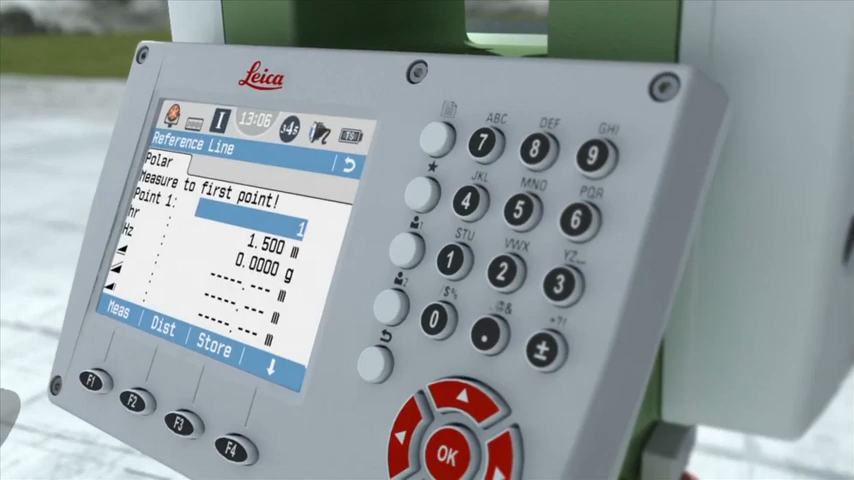 Leica
I 13:06 345
Reference Line
Polar
Measure to first point!
Point 1: 1
hr : 1.500 m
Hz : 0.0000 g
: -----.--- m
: -----.--- m
: -----.--- m
Meas Dist Store
F1 F2 F3 F4
ABC DEF GHI
7 8 9
JKL MNO PQR
4 5 6
STU VWX YZ
1 2 3
/$%
0 . ±
OK